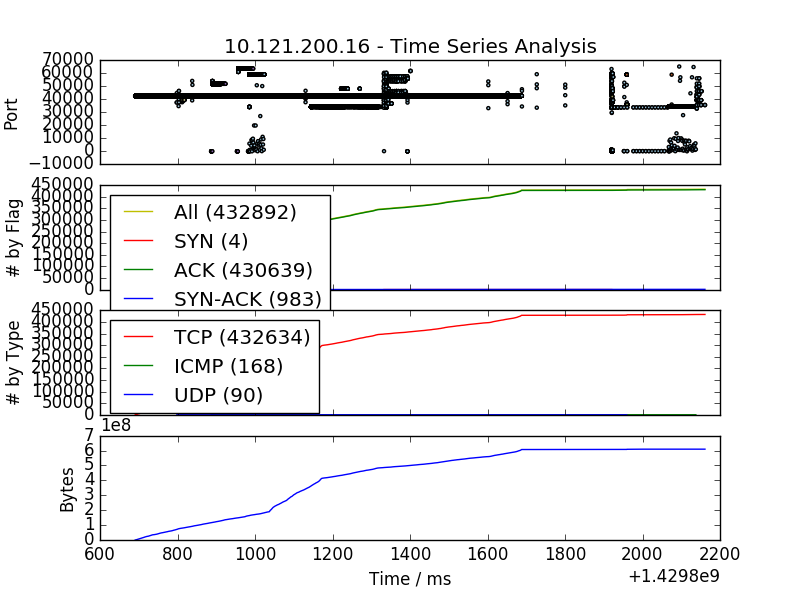 10.121.200.16 - Time Series Analysis
70000
60000
50000
40000
30000
20000
10000
0
−10000
Port
450000
400000
350000
300000
250000
200000
150000
100000
50000
0
# by Flag
All (432892)
SYN (4)
ACK (430639)
SYN-ACK (983)
450000
400000
350000
300000
250000
200000
150000
100000
50000
0
# by Type
TCP (432634)
ICMP (168)
UDP (90)
1e8
7
6
5
4
3
2
1
0
Bytes
600 800 1000 1200 1400 1600 1800 2000 2200
Time / ms
+1.4298e9